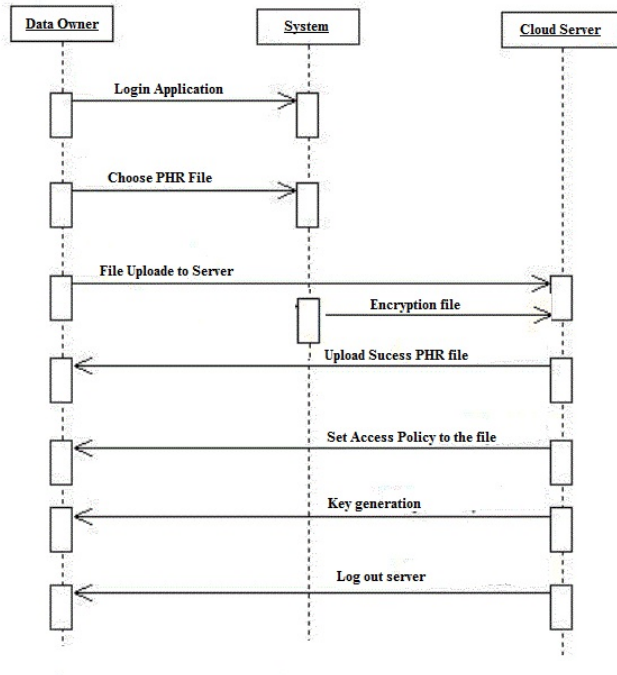 Data Owner
System
Cloud Server
Login Application
Choose PHR File
File Uploade to Server
Encryption file
Upload Sucess PHR file
Set Access Policy to the file
Key generation
Log out server